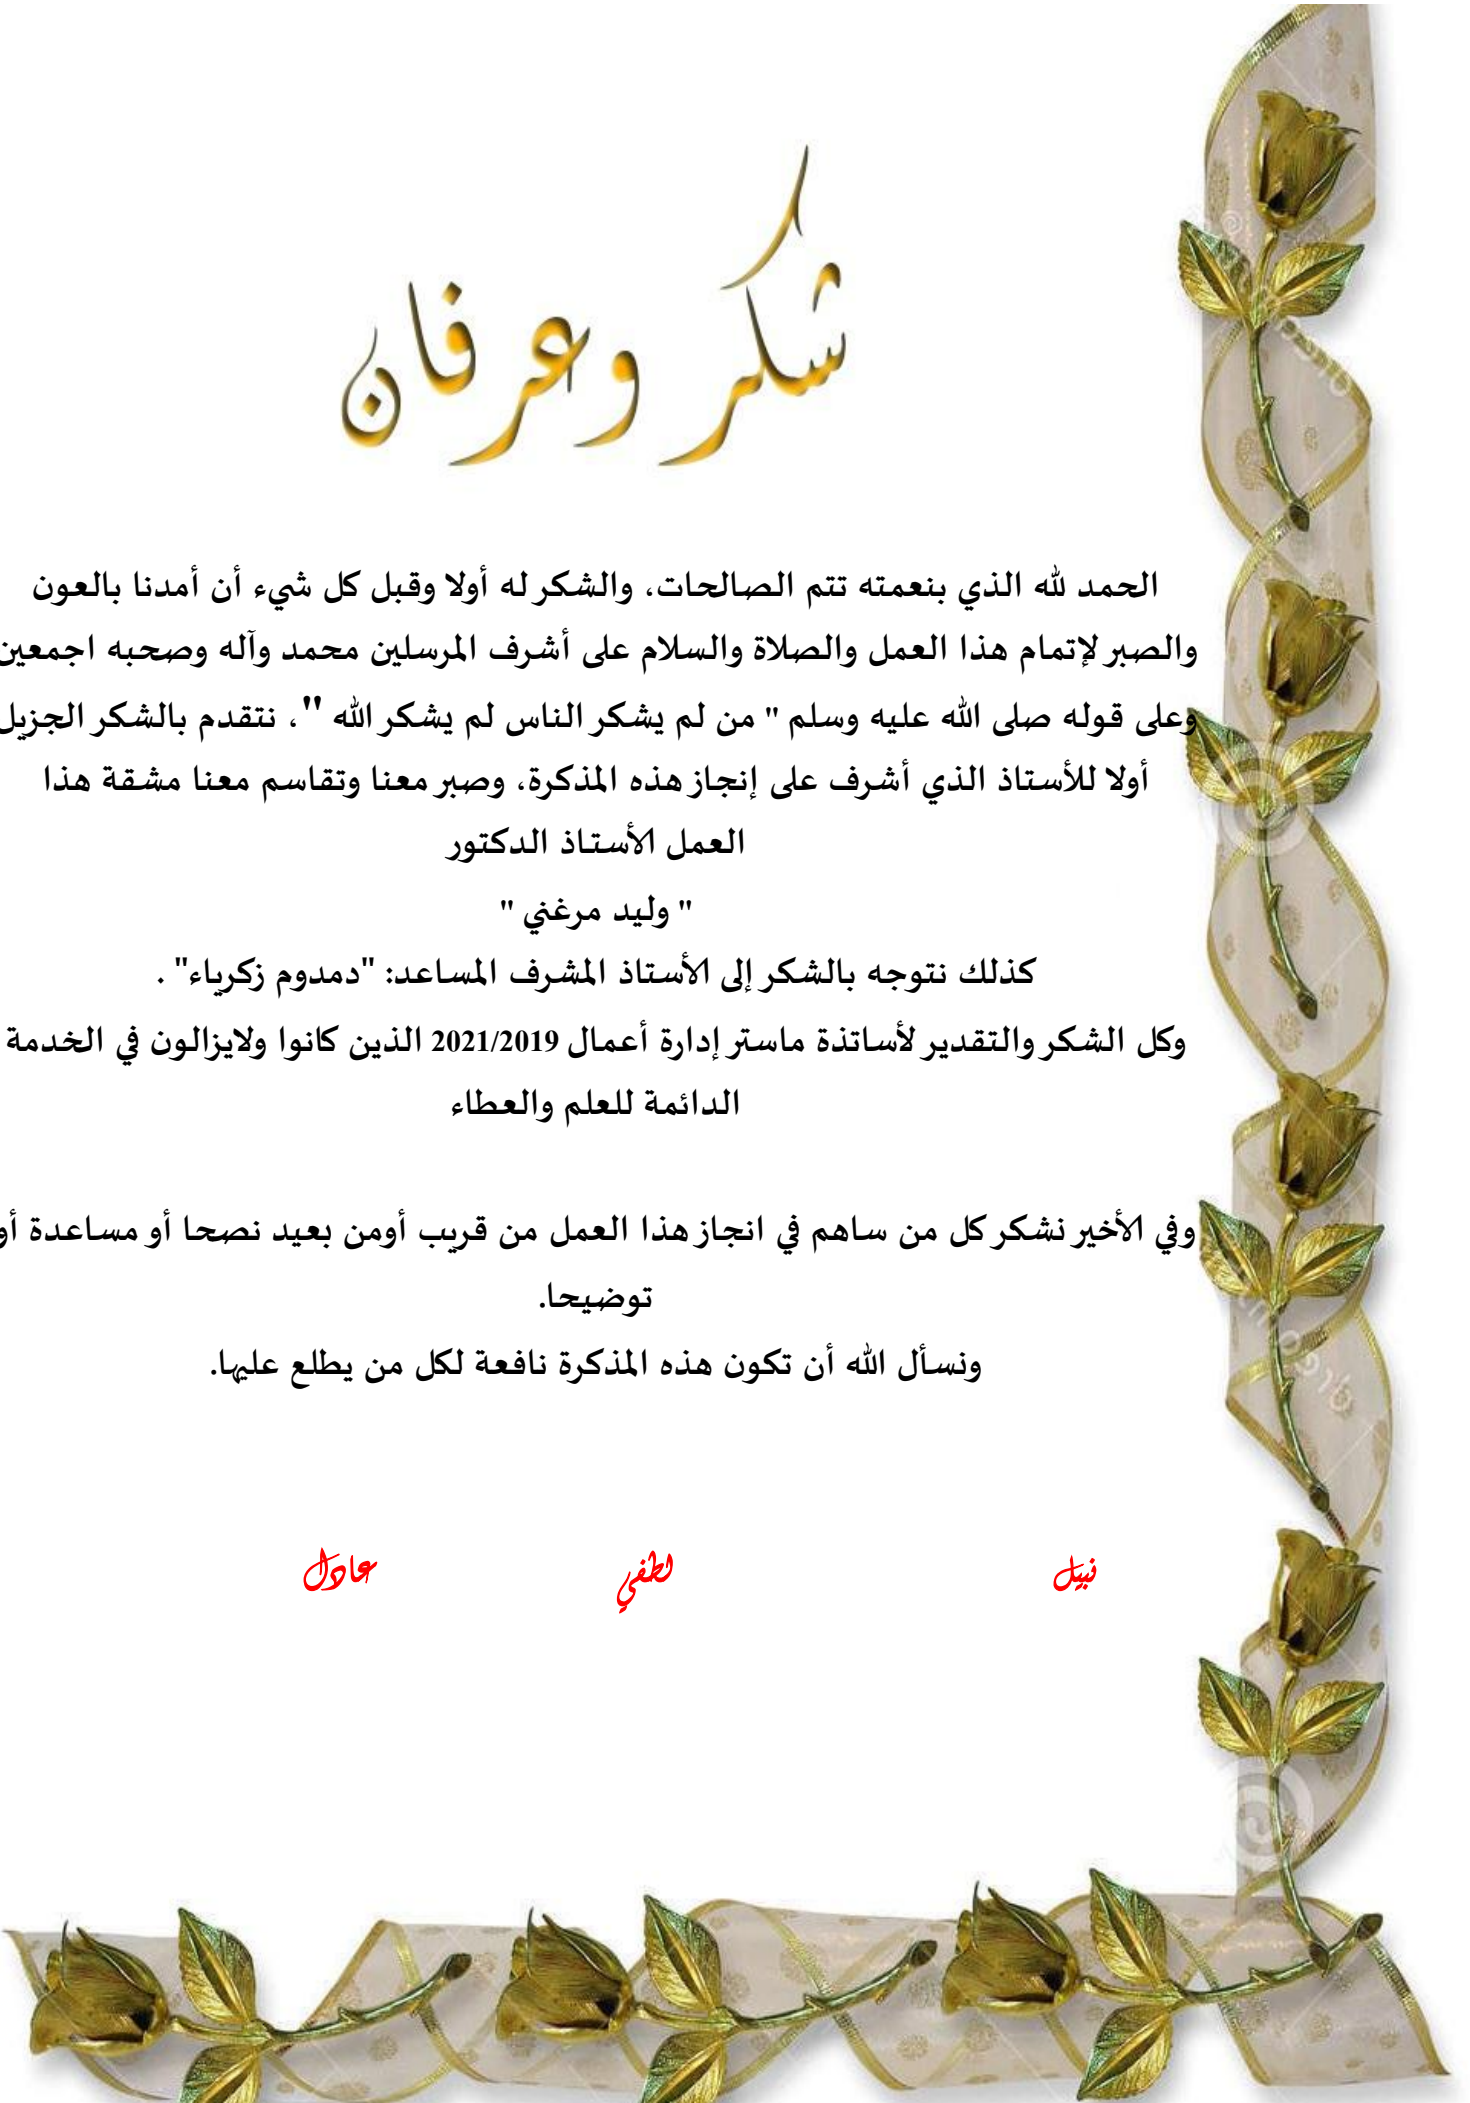 شكر وعرفان
الحمد لله الذي بنعمته تتم الصالحات، والشكر له أولا وقبل كل شيء أن أمدنا بالعون
والصبر لإتمام هذا العمل والصلاة والسلام على أشرف المرسلين محمد وآله وصحبه اجمعين
وعلى قوله صلى الله عليه وسلم " من لم يشكر الناس لم يشكر الله "، نتقدم بالشكر الجزيل
أولا للأستاذ الذي أشرف على إنجاز هذه المذكرة، وصبر معنا وتقاسم معنا مشقة هذا
العمل الأستاذ الدكتور
" وليد مرغني "
كذلك نتوجه بالشكر إلى الأستاذ المشرف المساعد: "دمدوم زكرياء" .
وكل الشكر والتقدير لأساتذة ماستر إدارة أعمال 2021/2019 الذين كانوا ولايزالون في الخدمة
الدائمة للعلم والعطاء
وفي الأخير نشكر كل من ساهم في انجاز هذا العمل من قريب أومن بعيد نصحا أو مساعدة أو
توضيحا.
ونسأل الله أن تكون هذه المذكرة نافعة لكل من يطلع عليها.
نبيل لطفي عادل